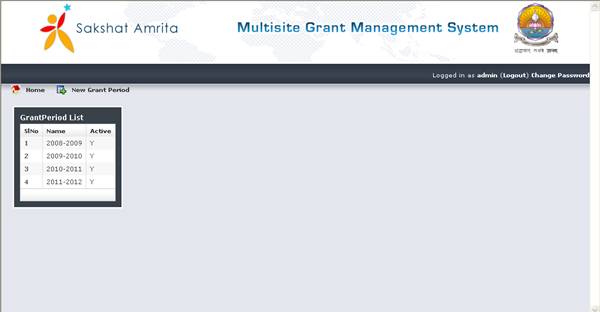 Sakshat Amrita
Multisite Grant Management System
Logged in as admin (Logout) Change Password
Home New Grant Period
GrantPeriod List
SlNo Name Active
1 2008-2009 Y
2 2009-2010 Y
3 2010-2011 Y
4 2011-2012 Y